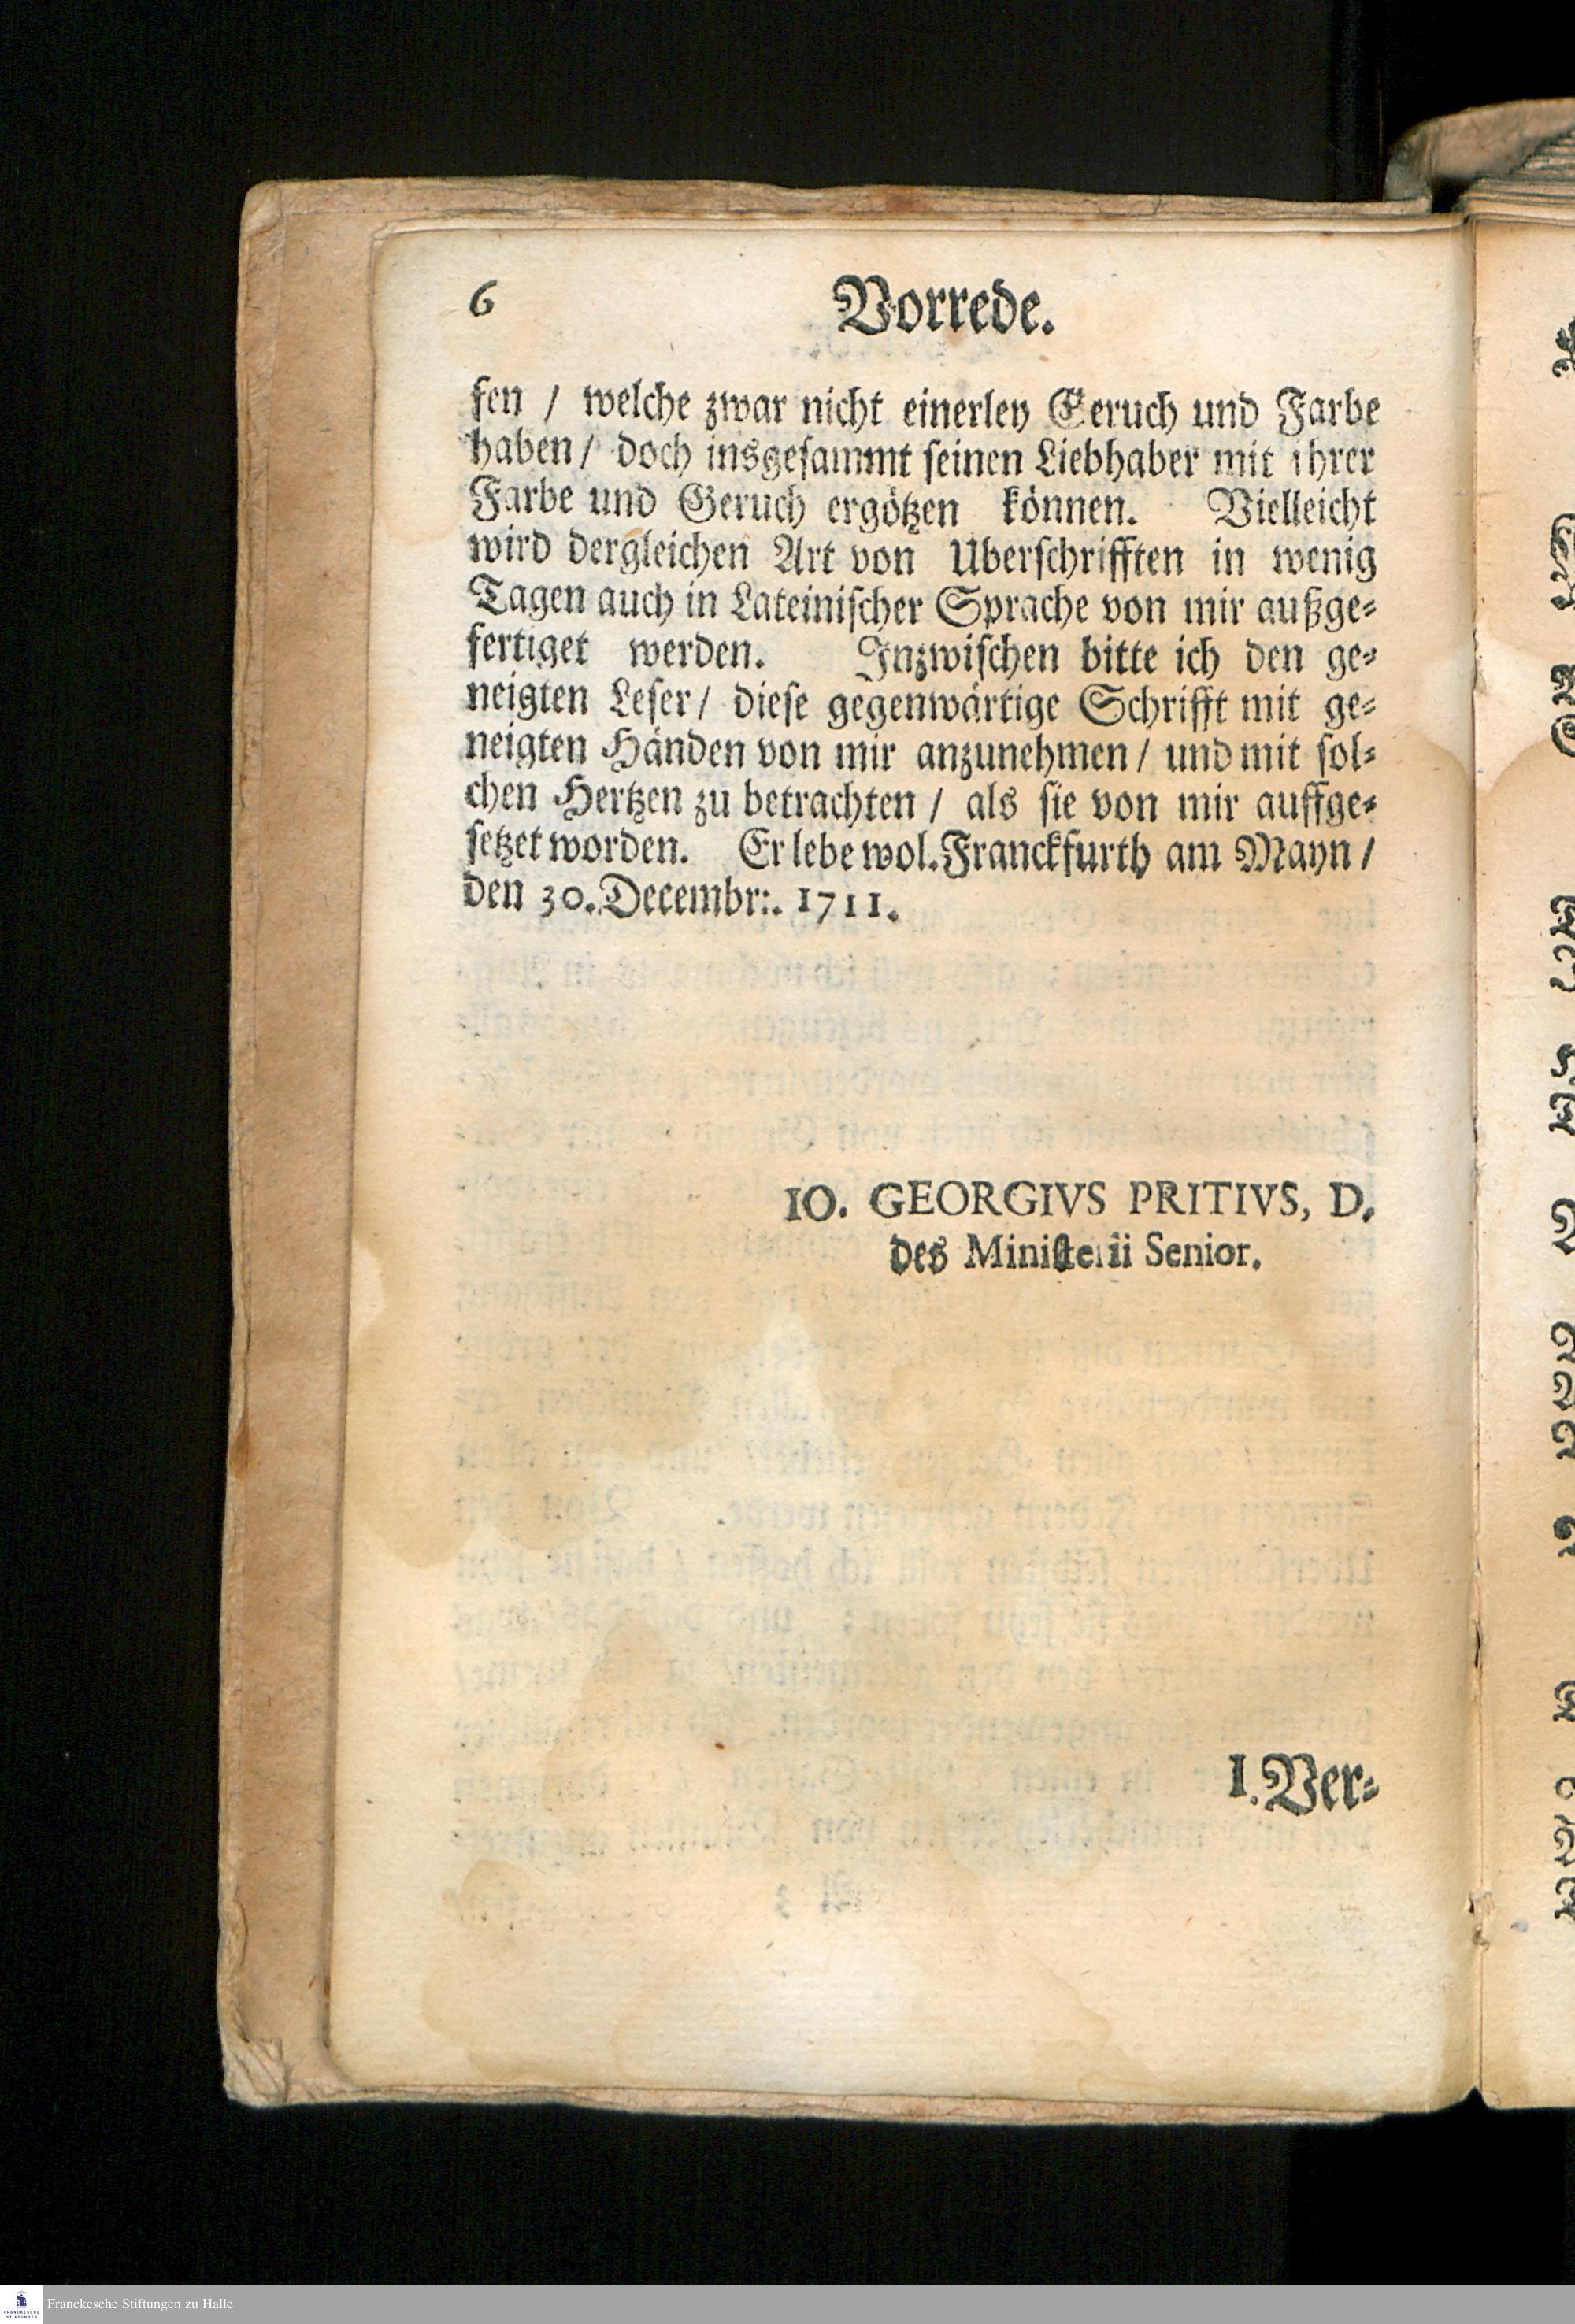 6 Vorrede.
sen / welche zwar nicht einerley Geruch und Farbe
haben / doch insgesammt seinen Liebhaber mit ihrer
Farbe und Geruch ergötzen können. Vielleicht
wird dergleichen Art von Uberschrifften in wenig
Tagen auch in Lateinischer Sprache von mir außge-
fertiget werden. Inzwischen bitte ich den ge-
neigten Leser / diese gegenwärtige Schrifft mit ge-
neigten Händen von mir anzunehmen / und mit sol-
chen Hertzen zu betrachten / als sie von mir auffge-
setzet worden. Er lebe wol. Franckfurth am Mayn /
den 30. Decembr:. 1711.
IO. GEORGIVS PRITIVS, D.
des Ministerii Senior.
I. Ver-
Franckesche Stiftungen zu Halle
FRANCKESCHE
STIFTUNGEN